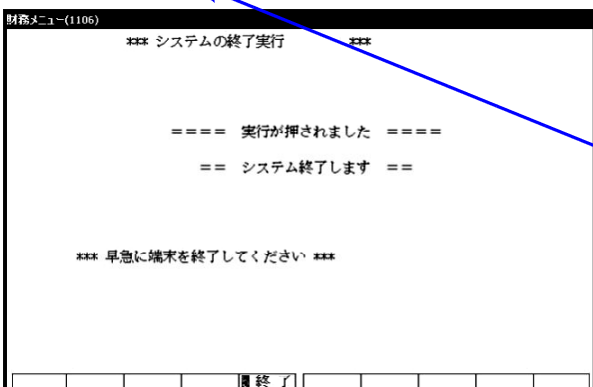 財務メニュー(1106)
*** システムの終了実行 ***
==== 実行が押されました ====
== システム終了します ==
*** 早急に端末を終了してください ***
終 了